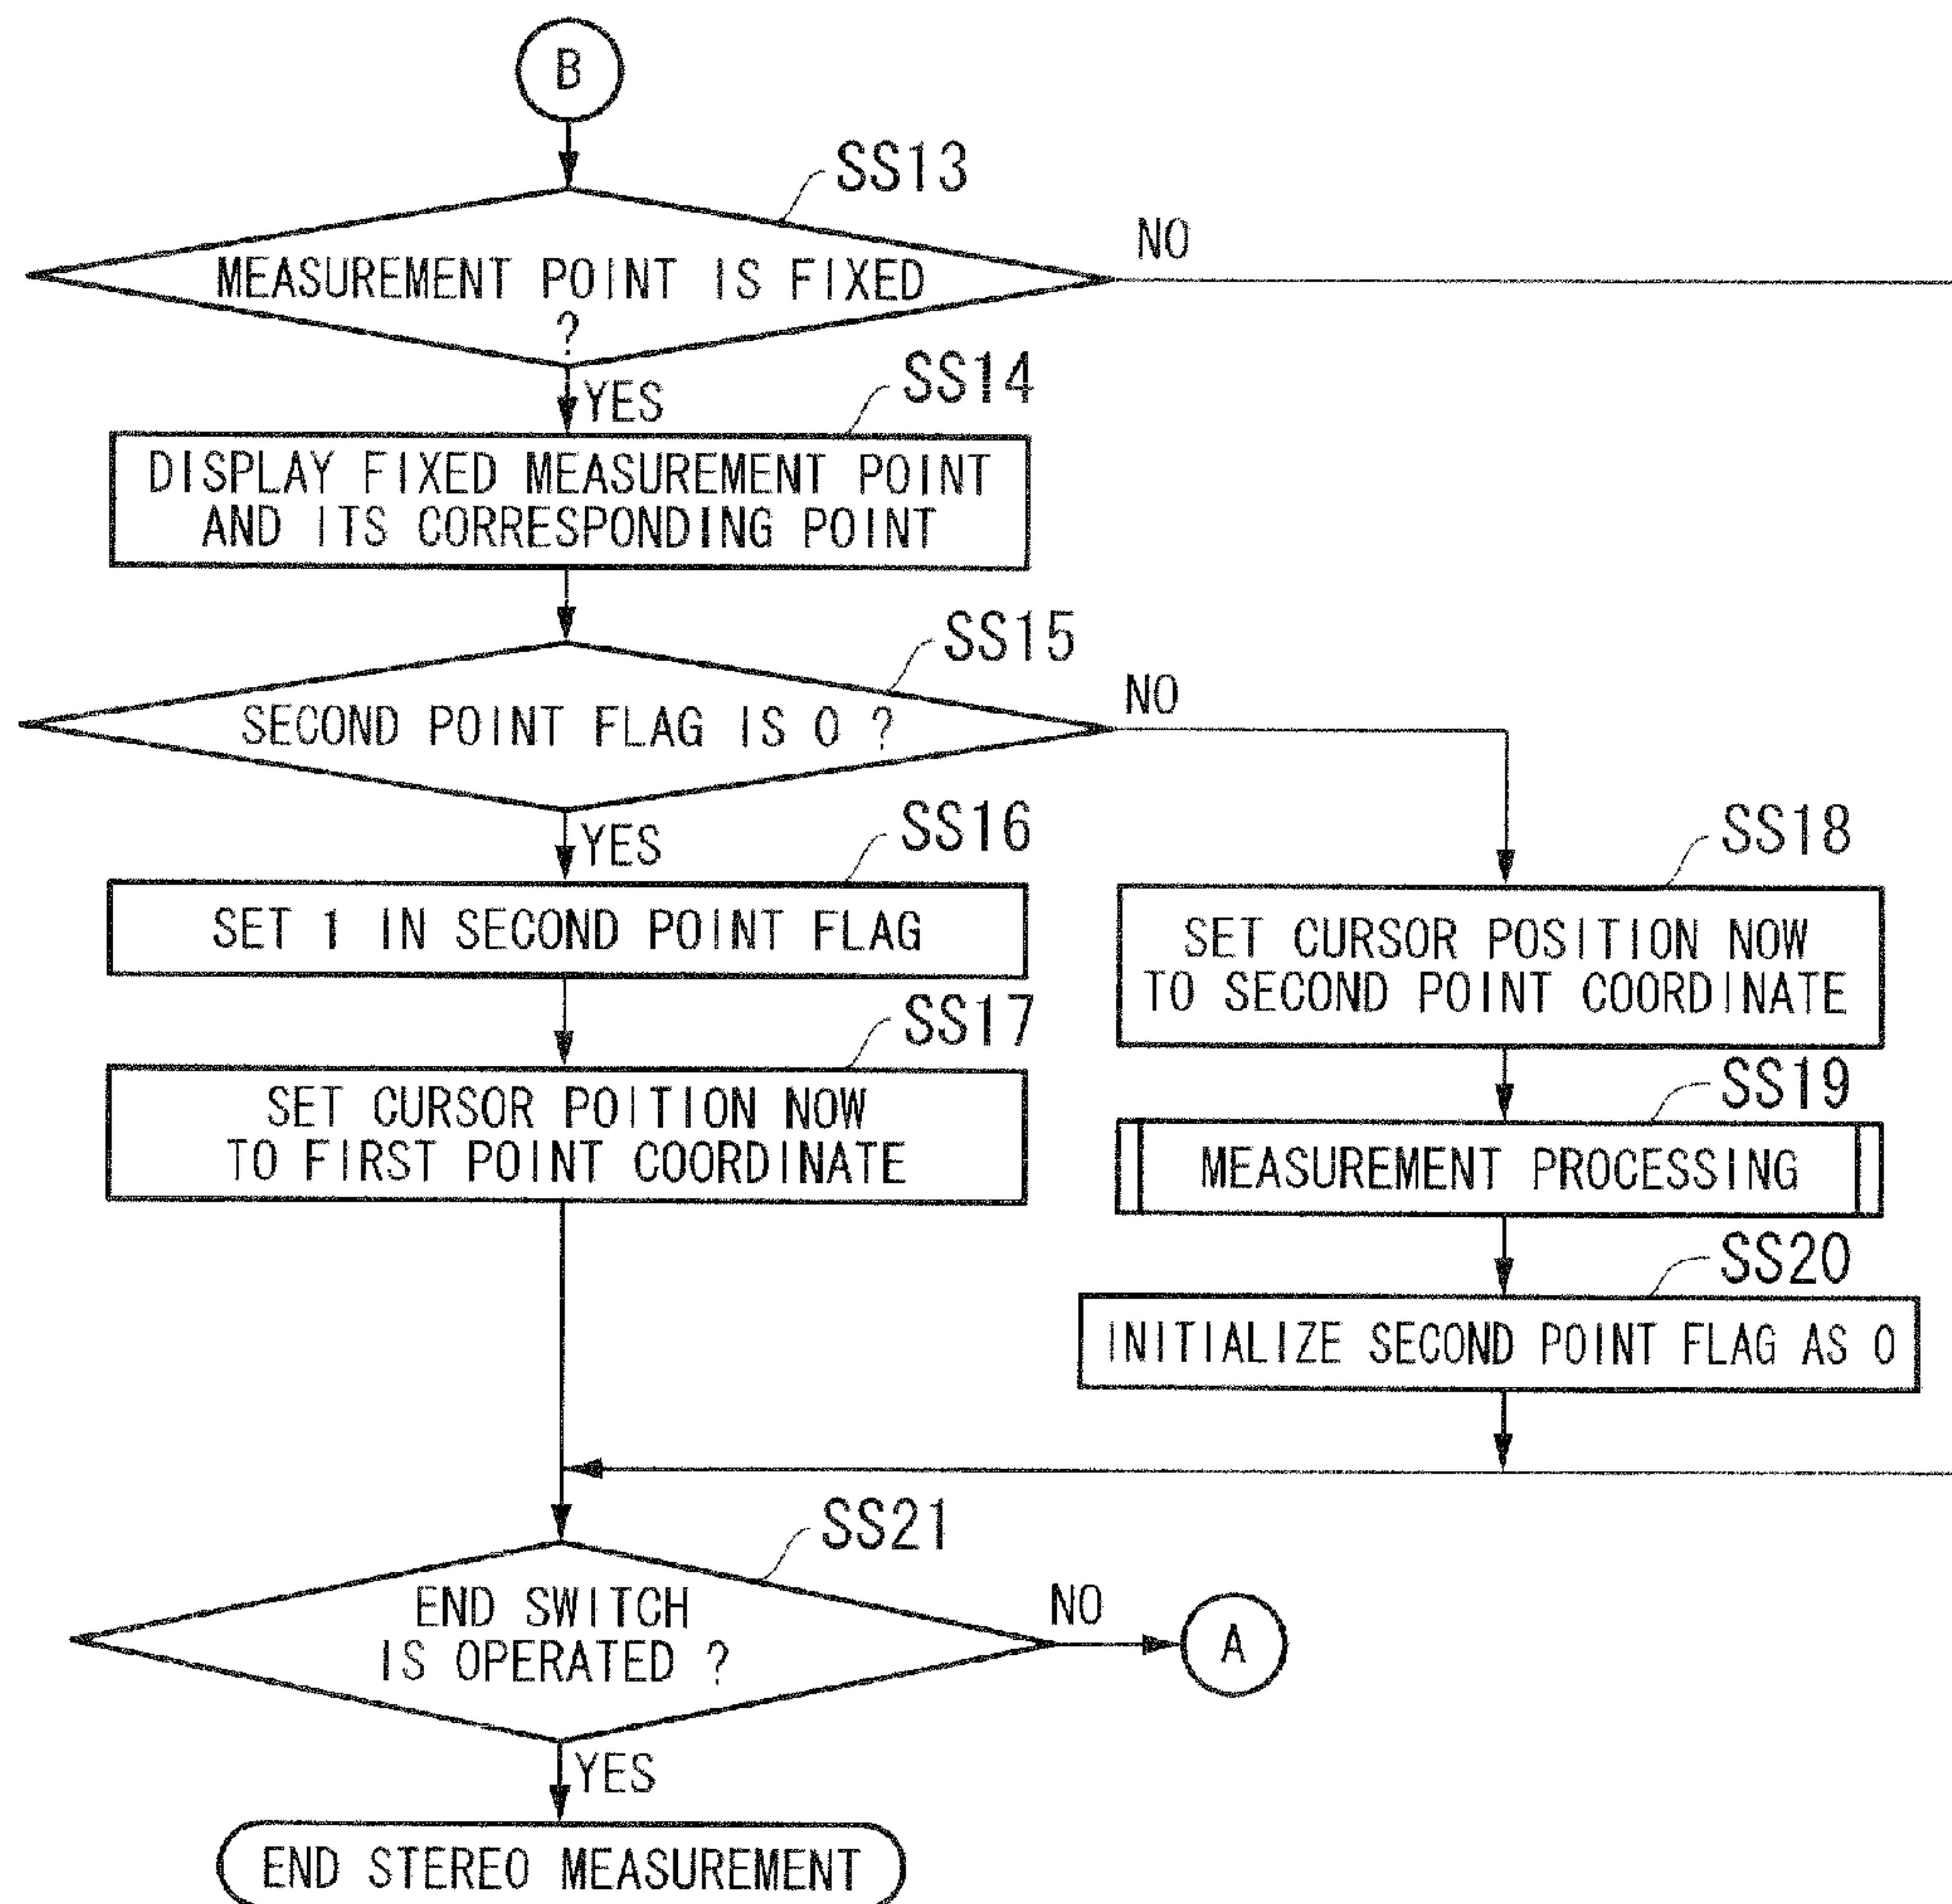 B
SS13
MEASUREMENT POINT IS FIXED
?
NO
YES
SS14
DISPLAY FIXED MEASUREMENT POINT
AND ITS CORRESPONDING POINT
SS15
SECOND POINT FLAG IS 0 ?
NO
YES
SS16
SET 1 IN SECOND POINT FLAG
SS17
SET CURSOR POITION NOW
TO FIRST POINT COORDINATE
SS18
SET CURSOR POSITION NOW
TO SECOND POINT COORDINATE
SS19
MEASUREMENT PROCESSING
SS20
INITIALIZE SECOND POINT FLAG AS 0
SS21
END SWITCH
IS OPERATED ?
NO
A
YES
END STEREO MEASUREMENT